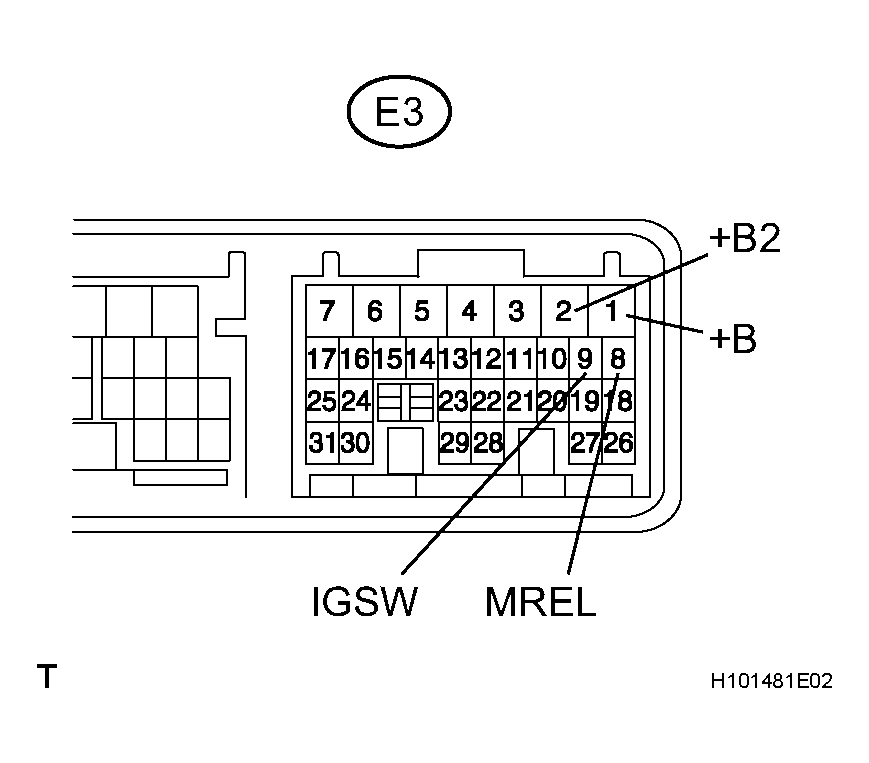 E3
+B2
7 6 5 4 3 2 1
+B
17 16 15 14 13 12 11 10 9 8
25 24 23 22 21 20 19 18
31 30 29 28 27 26
IGSW MREL
T H101481E02